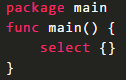 package main
func main() {
    select {}
}